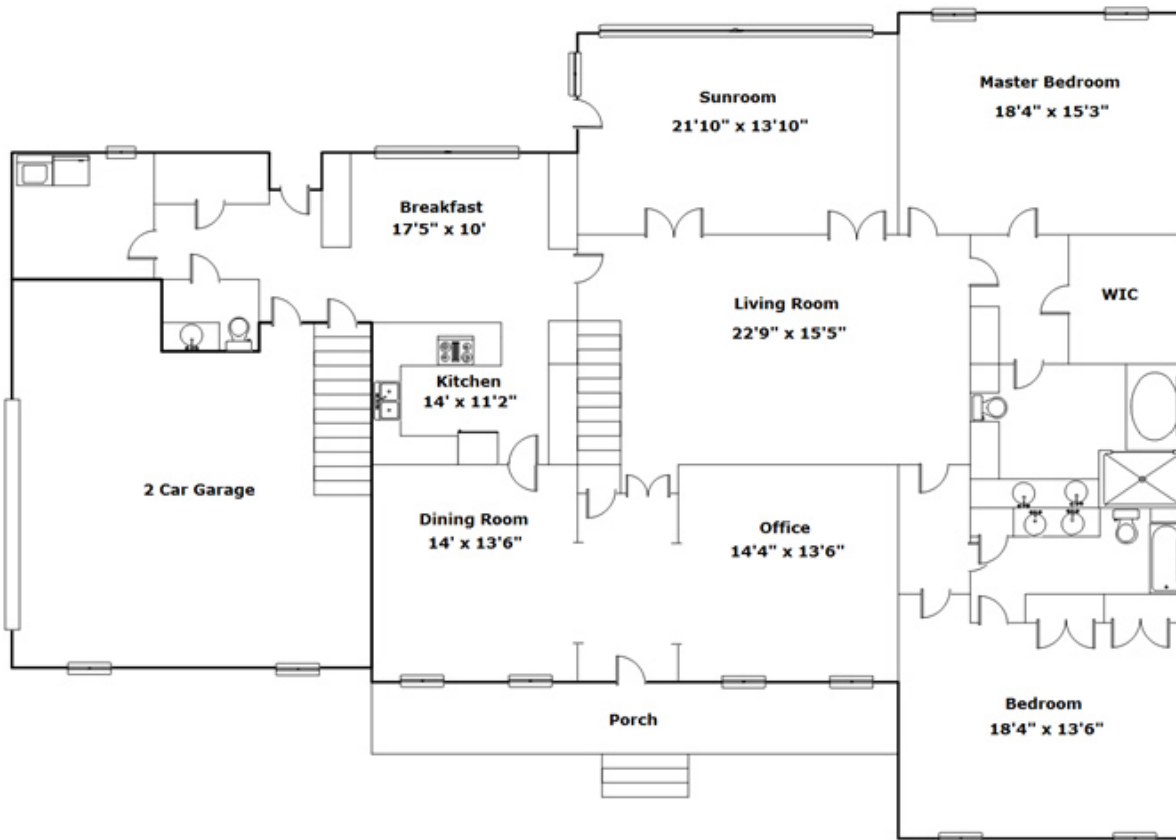 Sunroom
21'10" x 13'10"
Master Bedroom
18'4" x 15'3"
Breakfast
17'5" x 10'
Living Room
22'9" x 15'5"
WIC
Kitchen
14' x 11'2"
2 Car Garage
Dining Room
14' x 13'6"
Office
14'4" x 13'6"
Porch
Bedroom
18'4" x 13'6"